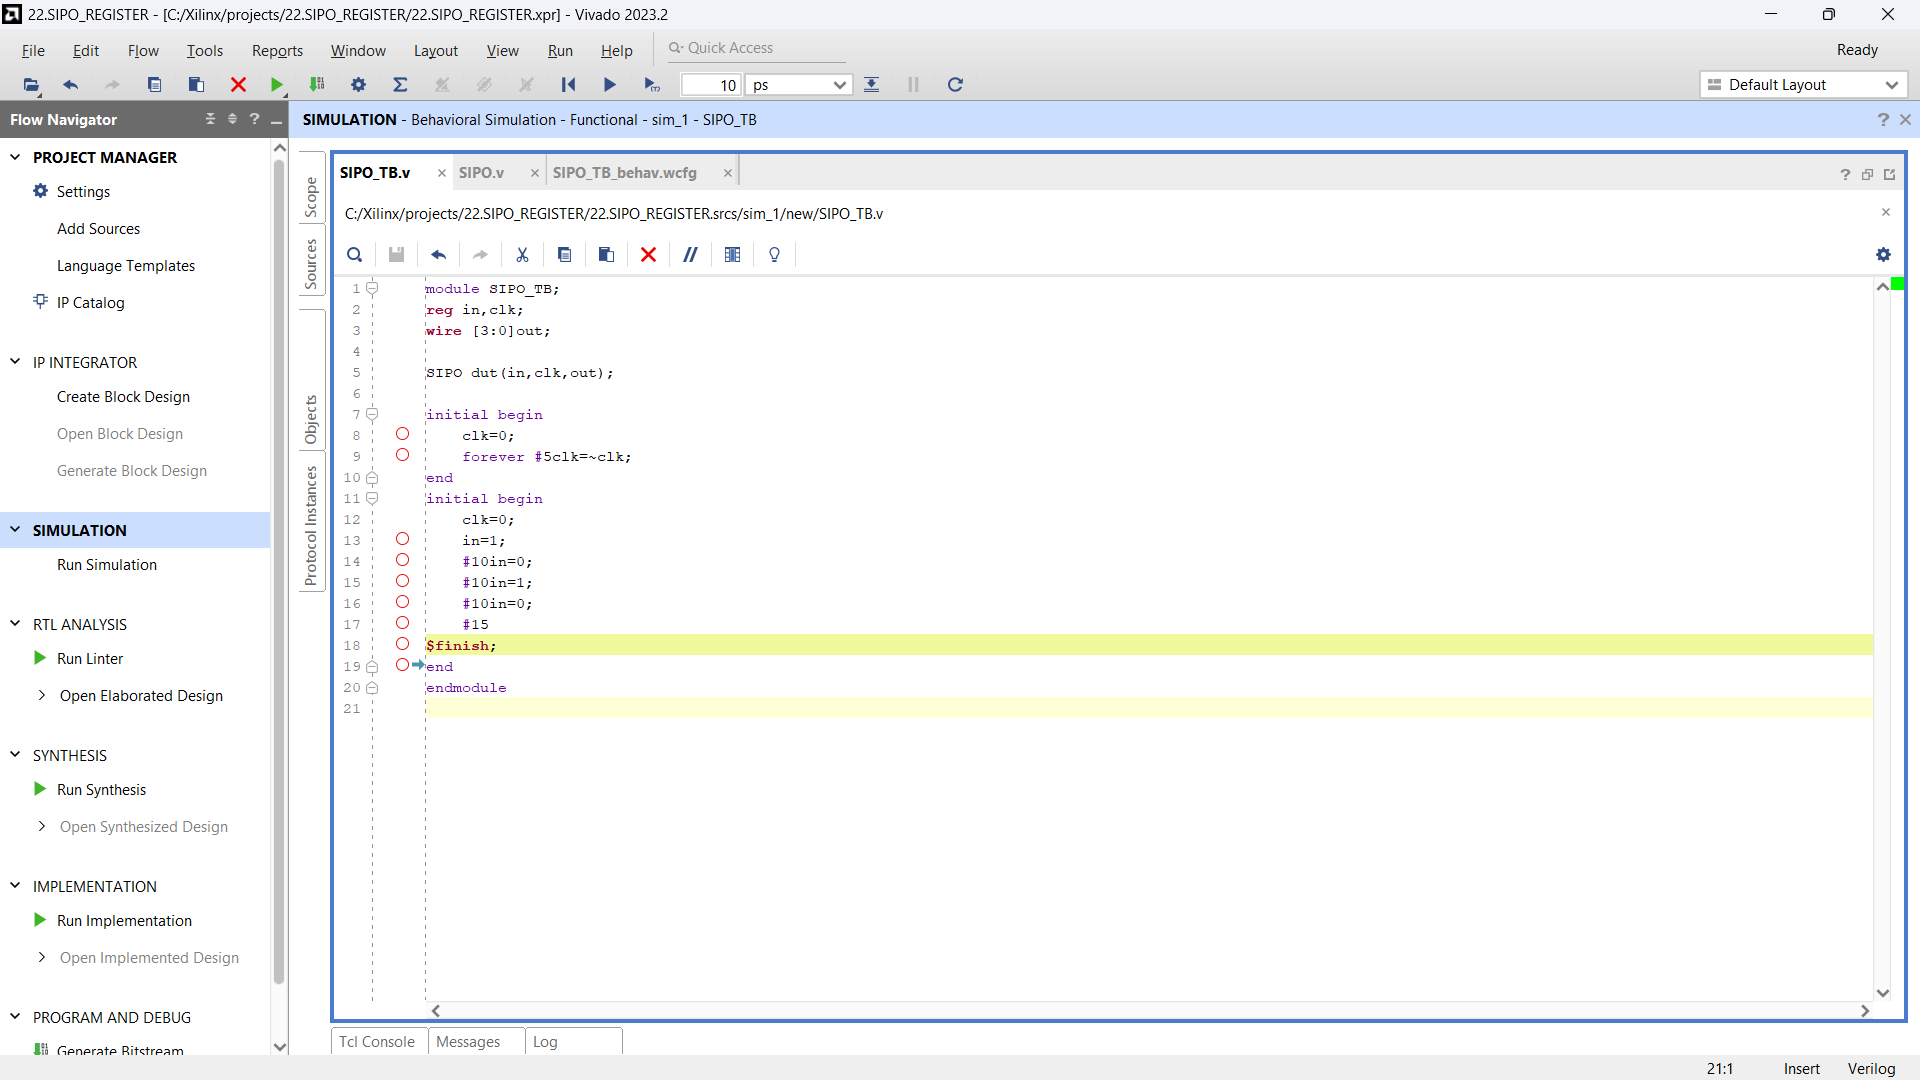 22.SIPO_REGISTER - [C:/Xilinx/projects/22.SIPO_REGISTER/22.SIPO_REGISTER.xpr] - Vivado 2023.2
File Edit Flow Tools Reports Window Layout View Run Help Quick Access Ready
10 ps Default Layout
Flow Navigator
SIMULATION - Behavioral Simulation - Functional - sim_1 - SIPO_TB
PROJECT MANAGER
Settings
Add Sources
Language Templates
IP Catalog
IP INTEGRATOR
Create Block Design
Open Block Design
Generate Block Design
SIMULATION
Run Simulation
RTL ANALYSIS
Run Linter
Open Elaborated Design
SYNTHESIS
Run Synthesis
Open Synthesized Design
IMPLEMENTATION
Run Implementation
Open Implemented Design
PROGRAM AND DEBUG
Generate Bitstream
Scope
Sources
Objects
Protocol Instances
SIPO_TB.v SIPO.v SIPO_TB_behav.wcfg
C:/Xilinx/projects/22.SIPO_REGISTER/22.SIPO_REGISTER.srcs/sim_1/new/SIPO_TB.v
1 module SIPO_TB;
2 reg in,clk;
3 wire [3:0]out;
4
5 SIPO dut(in,clk,out);
6
7 initial begin
8 clk=0;
9 forever #5clk=~clk;
10 end
11 initial begin
12 clk=0;
13 in=1;
14 #10in=0;
15 #10in=1;
16 #10in=0;
17 #15
18 $finish;
19 end
20 endmodule
21
Tcl Console Messages Log
21:1 Insert Verilog